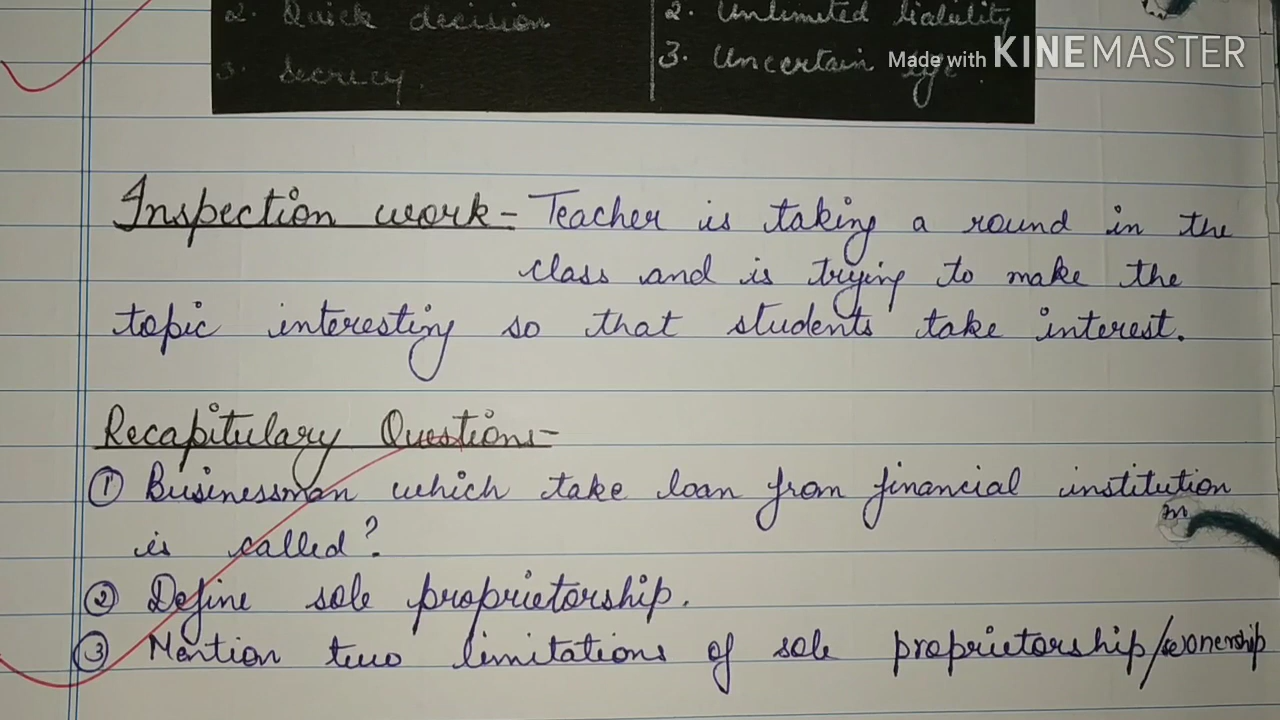 2. Quick decision
2. Unlimited liability
3. Secrecy.
3. Uncertain life.
Made with KINEMASTER
Inspection work- Teacher is taking a round in the
class and is trying to make the
topic interesting so that students take interest.
Recapitulary Questions-
① Businessman which take loan from financial institution
is called?
② Define sole proprietorship.
③ Mention two limitations of sole proprietorship/